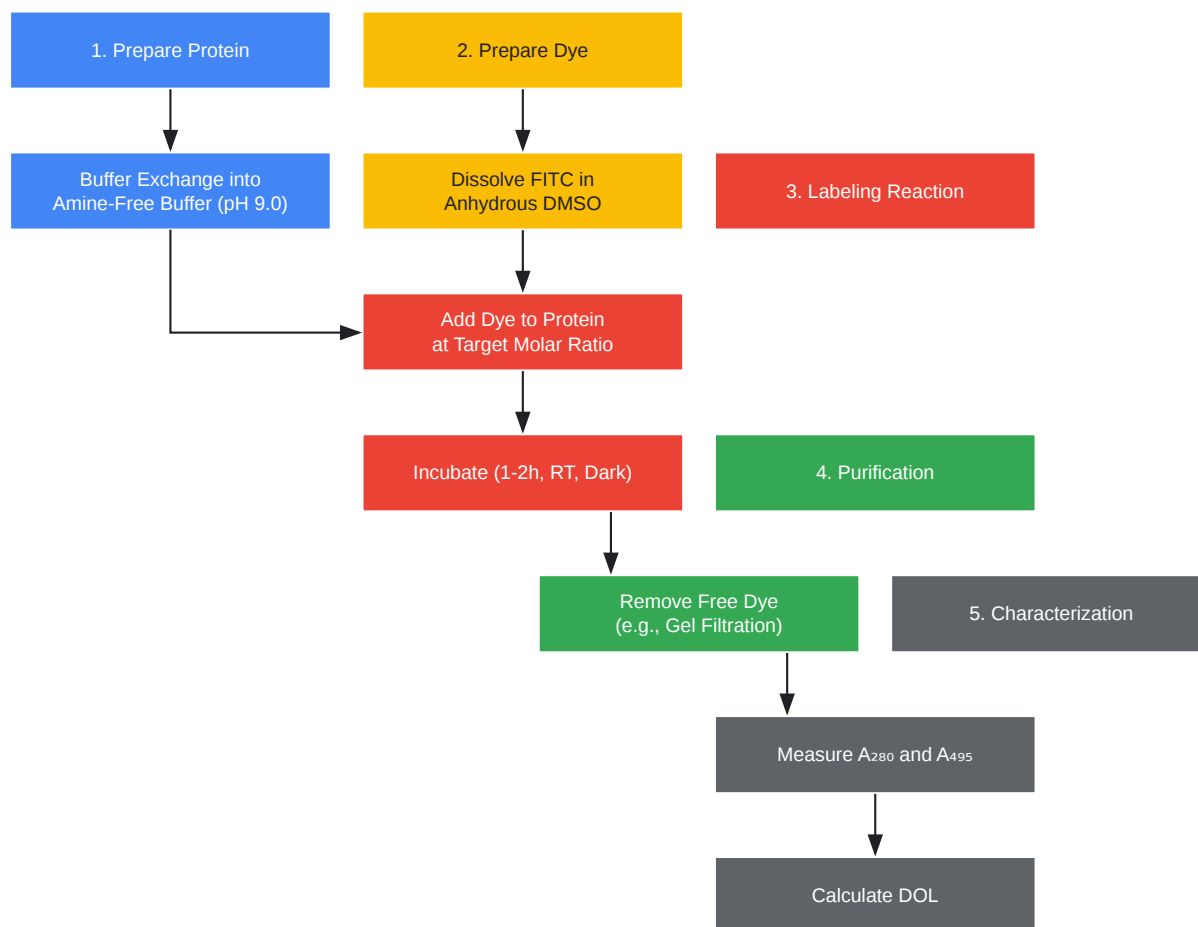 1. Prepare Protein
2. Prepare Dye
Buffer Exchange into
Amine-Free Buffer (pH 9.0)
Dissolve FITC in
Anhydrous DMSO
3. Labeling Reaction
Add Dye to Protein
at Target Molar Ratio
Incubate (1-2h, RT, Dark)
4. Purification
Remove Free Dye
(e.g., Gel Filtration)
5. Characterization
Measure A₂₈₀ and A₄₉₅
Calculate DOL